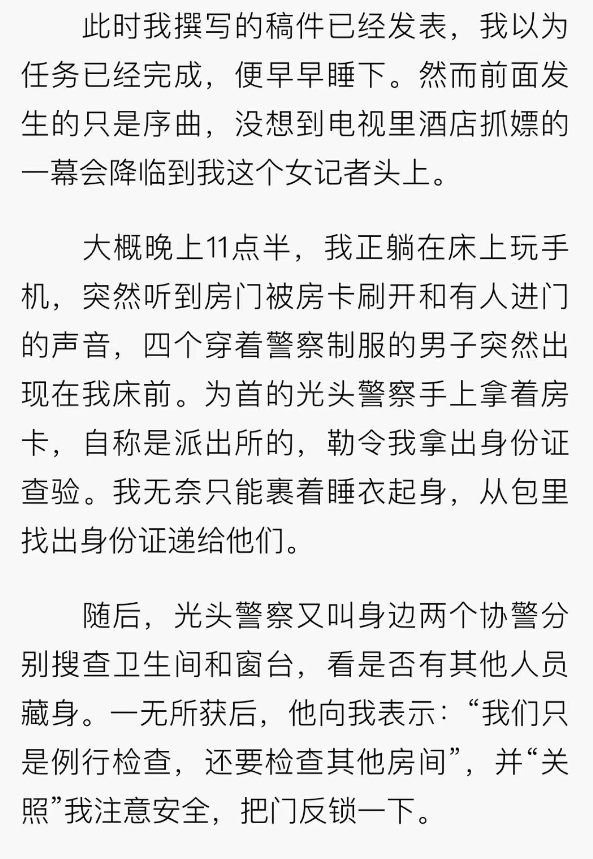 此时我撰写的稿件已经发表，我以为
任务已经完成，便早早睡下。然而前面发
生的只是序曲，没想到电视里酒店抓嫖的
一幕会降临到我这个女记者头上。
大概晚上11点半，我正躺在床上玩手
机，突然听到房门被房卡刷开和有人进门
的声音，四个穿着警察制服的男子突然出
现在我床前。为首的光头警察手上拿着房
卡，自称是派出所的，勒令我拿出身份证
查验。我无奈只能裹着睡衣起身，从包里
找出身份证递给他们。
随后，光头警察又叫身边两个协警分
别搜查卫生间和窗台，看是否有其他人员
藏身。一无所获后，他向我表示：“我们只
是例行检查，还要检查其他房间”，并“关
照”我注意安全，把门反锁一下。